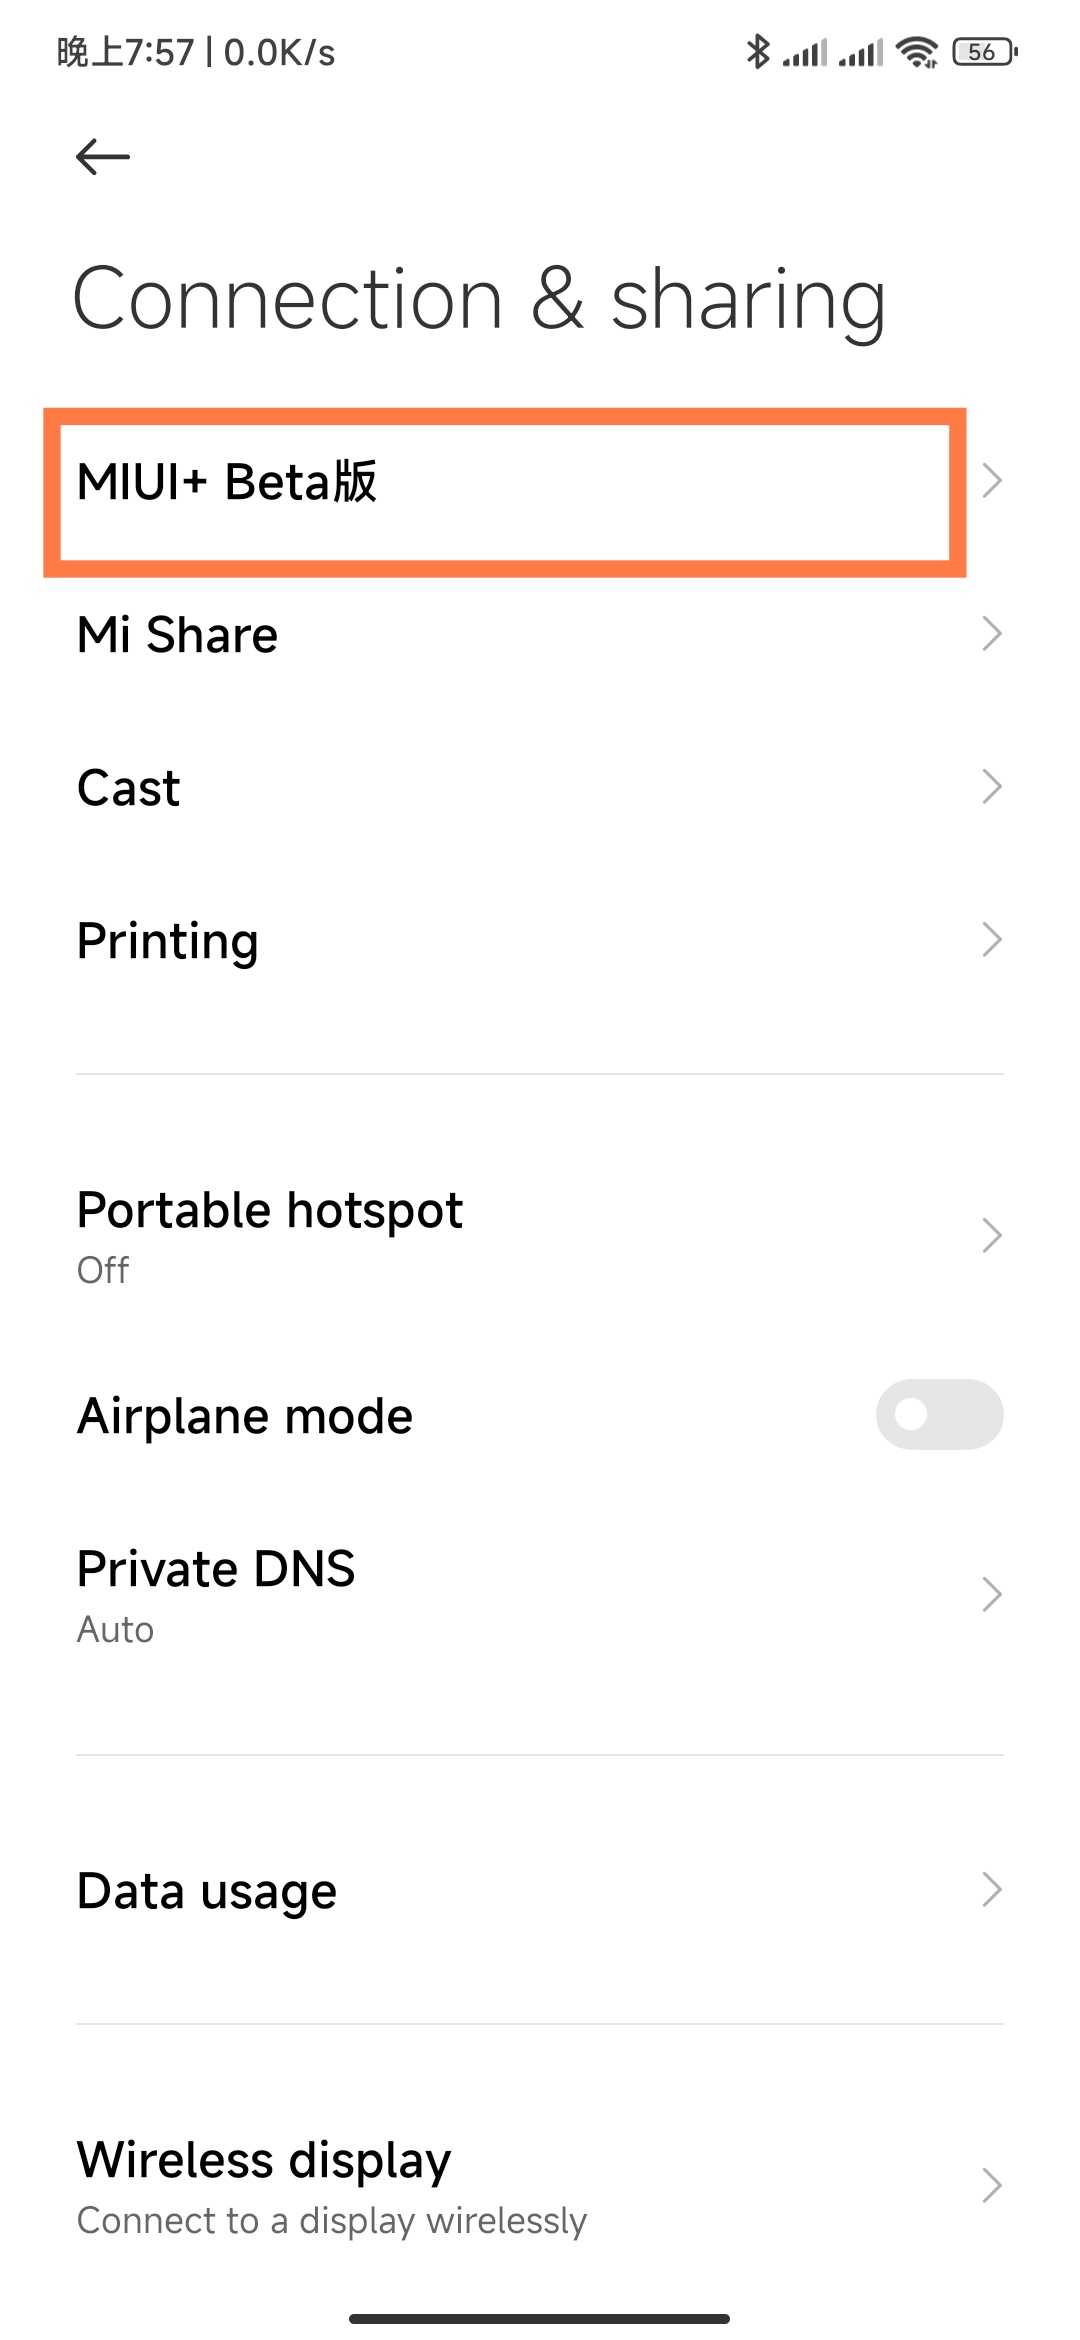 晚上7:57 | 0.0K/s
56
Connection & sharing
MIUI+ Beta版
Mi Share
Cast
Printing
Portable hotspot
Off
Airplane mode
Private DNS
Auto
Data usage
Wireless display
Connect to a display wirelessly